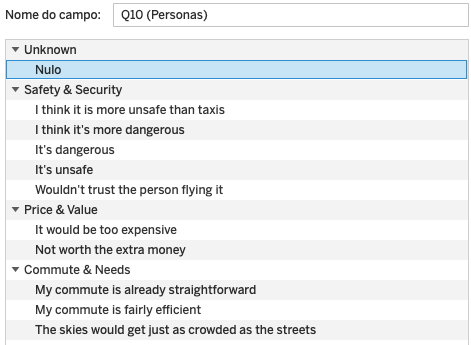 Nome do campo: Q10 (Personas)
Unknown
Nulo
Safety & Security
I think it is more unsafe than taxis
I think it's more dangerous
It's dangerous
It's unsafe
Wouldn't trust the person flying it
Price & Value
It would be too expensive
Not worth the extra money
Commute & Needs
My commute is already straightforward
My commute is fairly efficient
The skies would get just as crowded as the streets